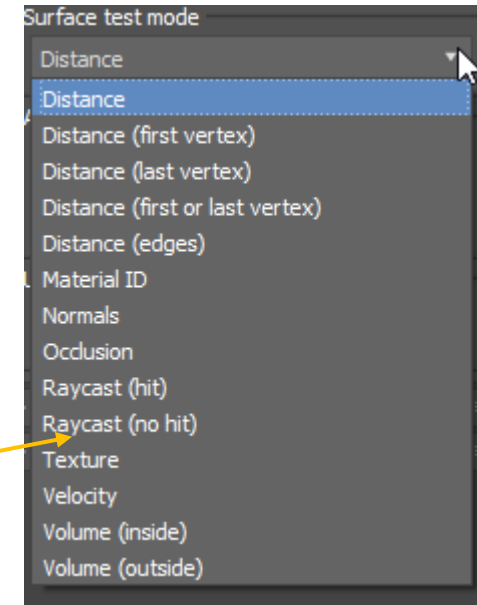 Surface test mode
Distance
Distance
Distance (first vertex)
Distance (last vertex)
Distance (first or last vertex)
Distance (edges)
Material ID
Normals
Occlusion
Raycast (hit)
Raycast (no hit)
Texture
Velocity
Volume (inside)
Volume (outside)